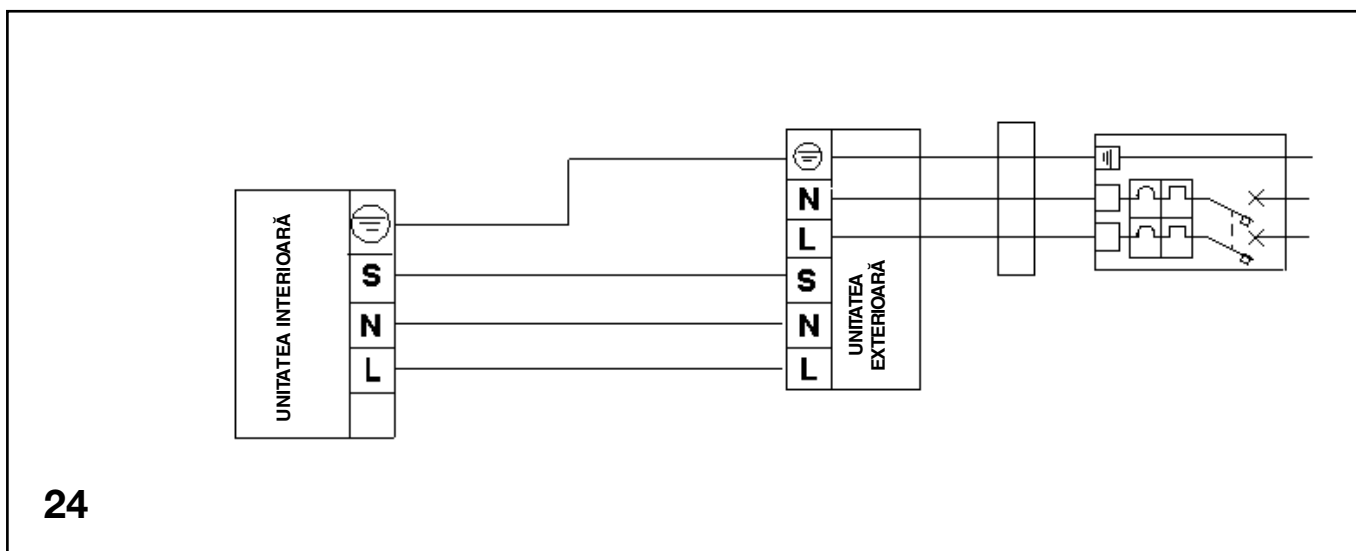 UNITATEA INTERIOARĂ
S
N
L
N
L
S
N
L
UNITATEA
EXTERIOARĂ
24